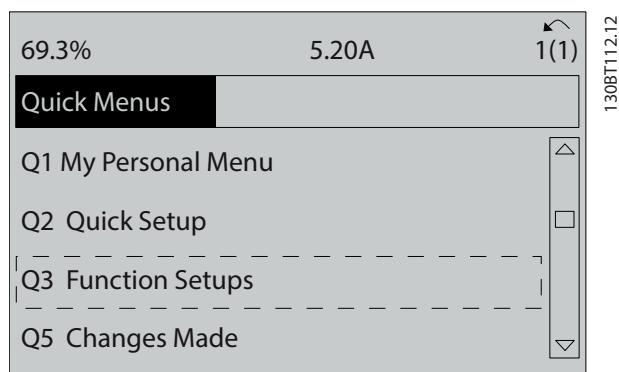 69.3% 5.20A 1(1)
Quick Menus
Q1 My Personal Menu
Q2 Quick Setup
Q3 Function Setups
Q5 Changes Made
130BT112.12